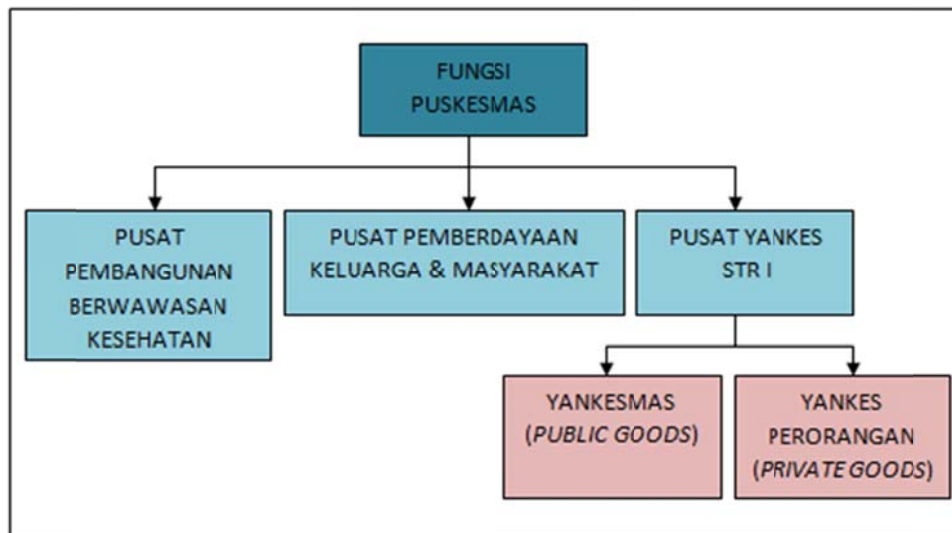 FUNGSI
PUSKESMAS
PUSAT
PEMBANGUNAN
BERWAWASAN
KESEHATAN
PUSAT PEMBERDAYAAN
KELUARGA & MASYARAKAT
PUSAT YANKES
STR I
YANKESMAS
(PUBLIC GOODS)
YANKES
PERORANGAN
(PRIVATE GOODS)